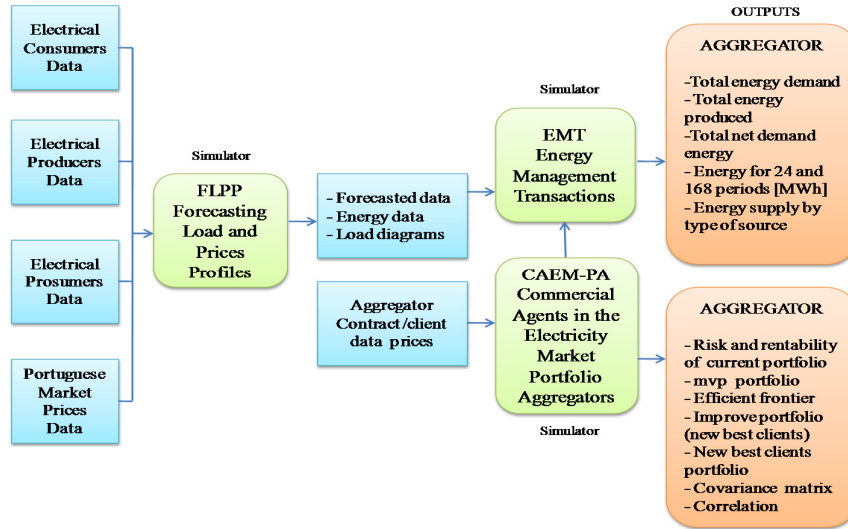 Electrical
Consumers
Data
Electrical
Producers
Data
Electrical
Prosumers
Data
Portuguese
Market
Prices
Data
Simulator
FLPP
Forecasting
Load and
Prices
Profiles
- Forecasted data
- Energy data
- Load diagrams
Aggregator
Contract/client
data prices
Simulator
EMT
Energy
Management
Transactions
CAEM-PA
Commercial
Agents in the
Electricity
Market
Portfolio
Aggregators
Simulator
OUTPUTS
AGGREGATOR
-Total energy demand
-Total energy
produced
-Total net demand
energy
-Energy for 24 and
168 periods [MWh]
-Energy supply by
type of source
AGGREGATOR
-Risk and rentability
of current portfolio
-mvp portfolio
-Efficient frontier
-Improve portfolio
(new best clients)
-New best clients
portfolio
-Covariance matrix
-Correlation